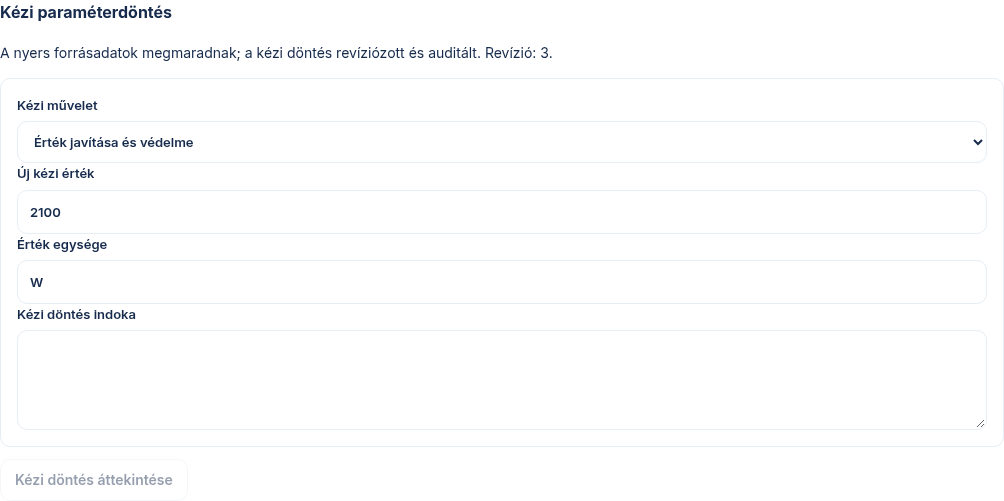 Kézi paraméterdöntés
A nyers forrásadatok megmaradnak; a kézi döntés revíziózott és auditált. Revízió: 3.
Kézi művelet
Érték javítása és védelme
Új kézi érték
2100
Érték egysége
W
Kézi döntés indoka
Kézi döntés áttekintése